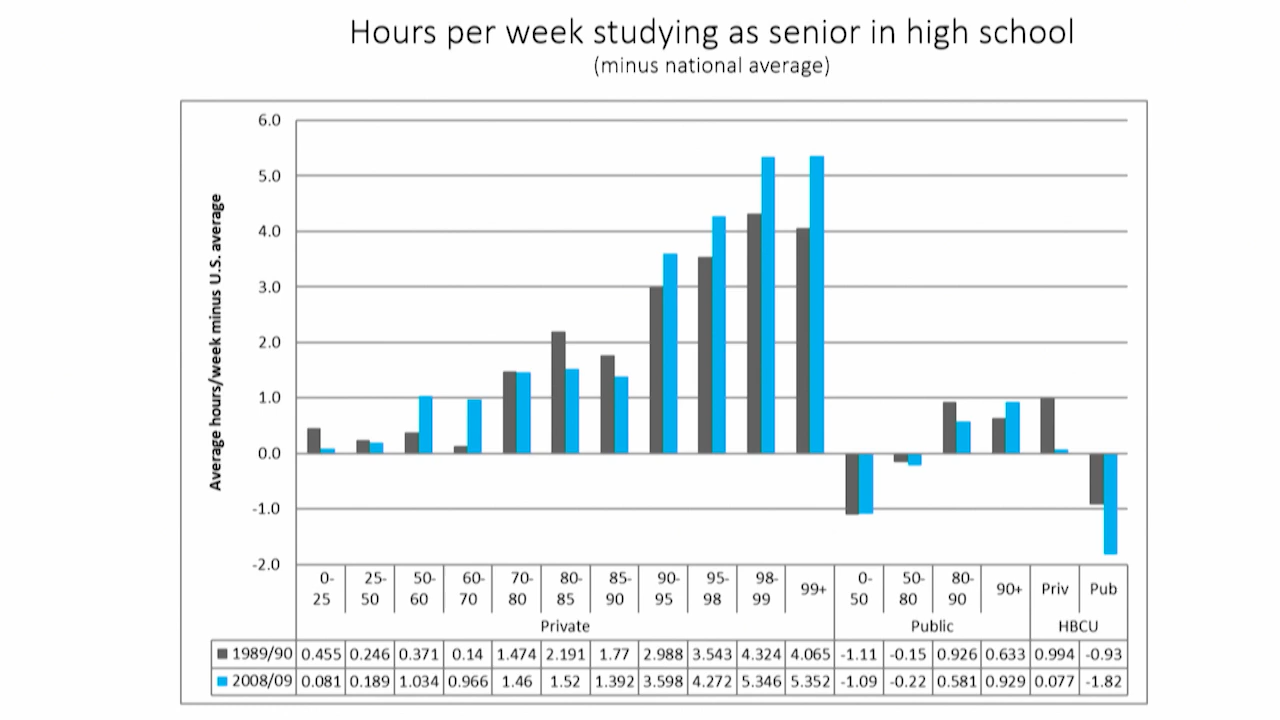 Hours per week studying as senior in high school
(minus national average)
Average hours/week minus U.S. average
6.0
5.0
4.0
3.0
2.0
1.0
0.0
-1.0
-2.0
0-25 25-50 50-60 60-70 70-80 80-85 85-90 90-95 95-98 98-99 99+ 0-50 50-80 80-90 90+ Priv Pub
Private Public HBCU
1989/90 0.455 0.246 0.371 0.14 1.474 2.191 1.77 2.988 3.543 4.324 4.065 -1.11 -0.15 0.926 0.633 0.994 -0.93
2008/09 0.081 0.189 1.034 0.966 1.46 1.52 1.392 3.598 4.272 5.346 5.352 -1.09 -0.22 0.581 0.929 0.077 -1.82